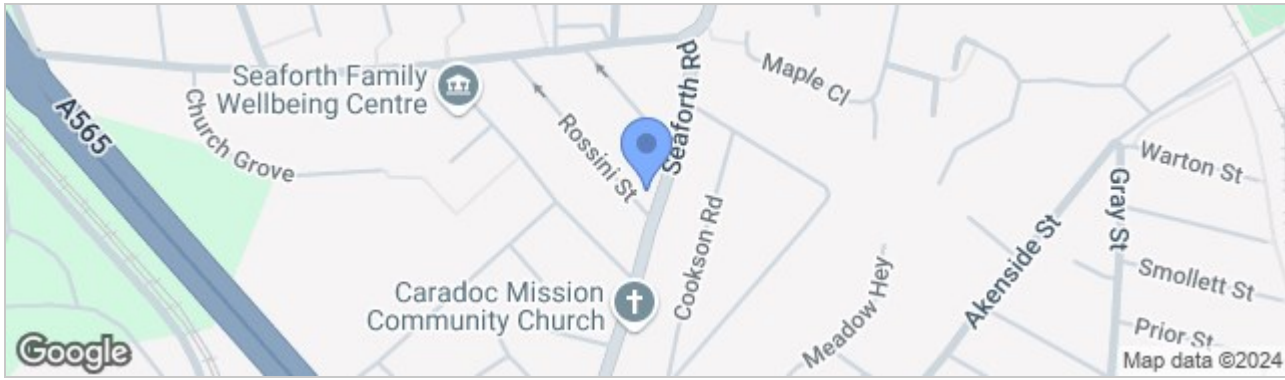 Seaforth Family
Wellbeing Centre
A565
Church Grove
Rossini St
Seaforth Rd
Maple Cl
Cookson Rd
Caradoc Mission
Community Church
Meadow Hey
Akenside St
Gray St
Warton St
Smollett St
Prior St
Google
Map data ©2024